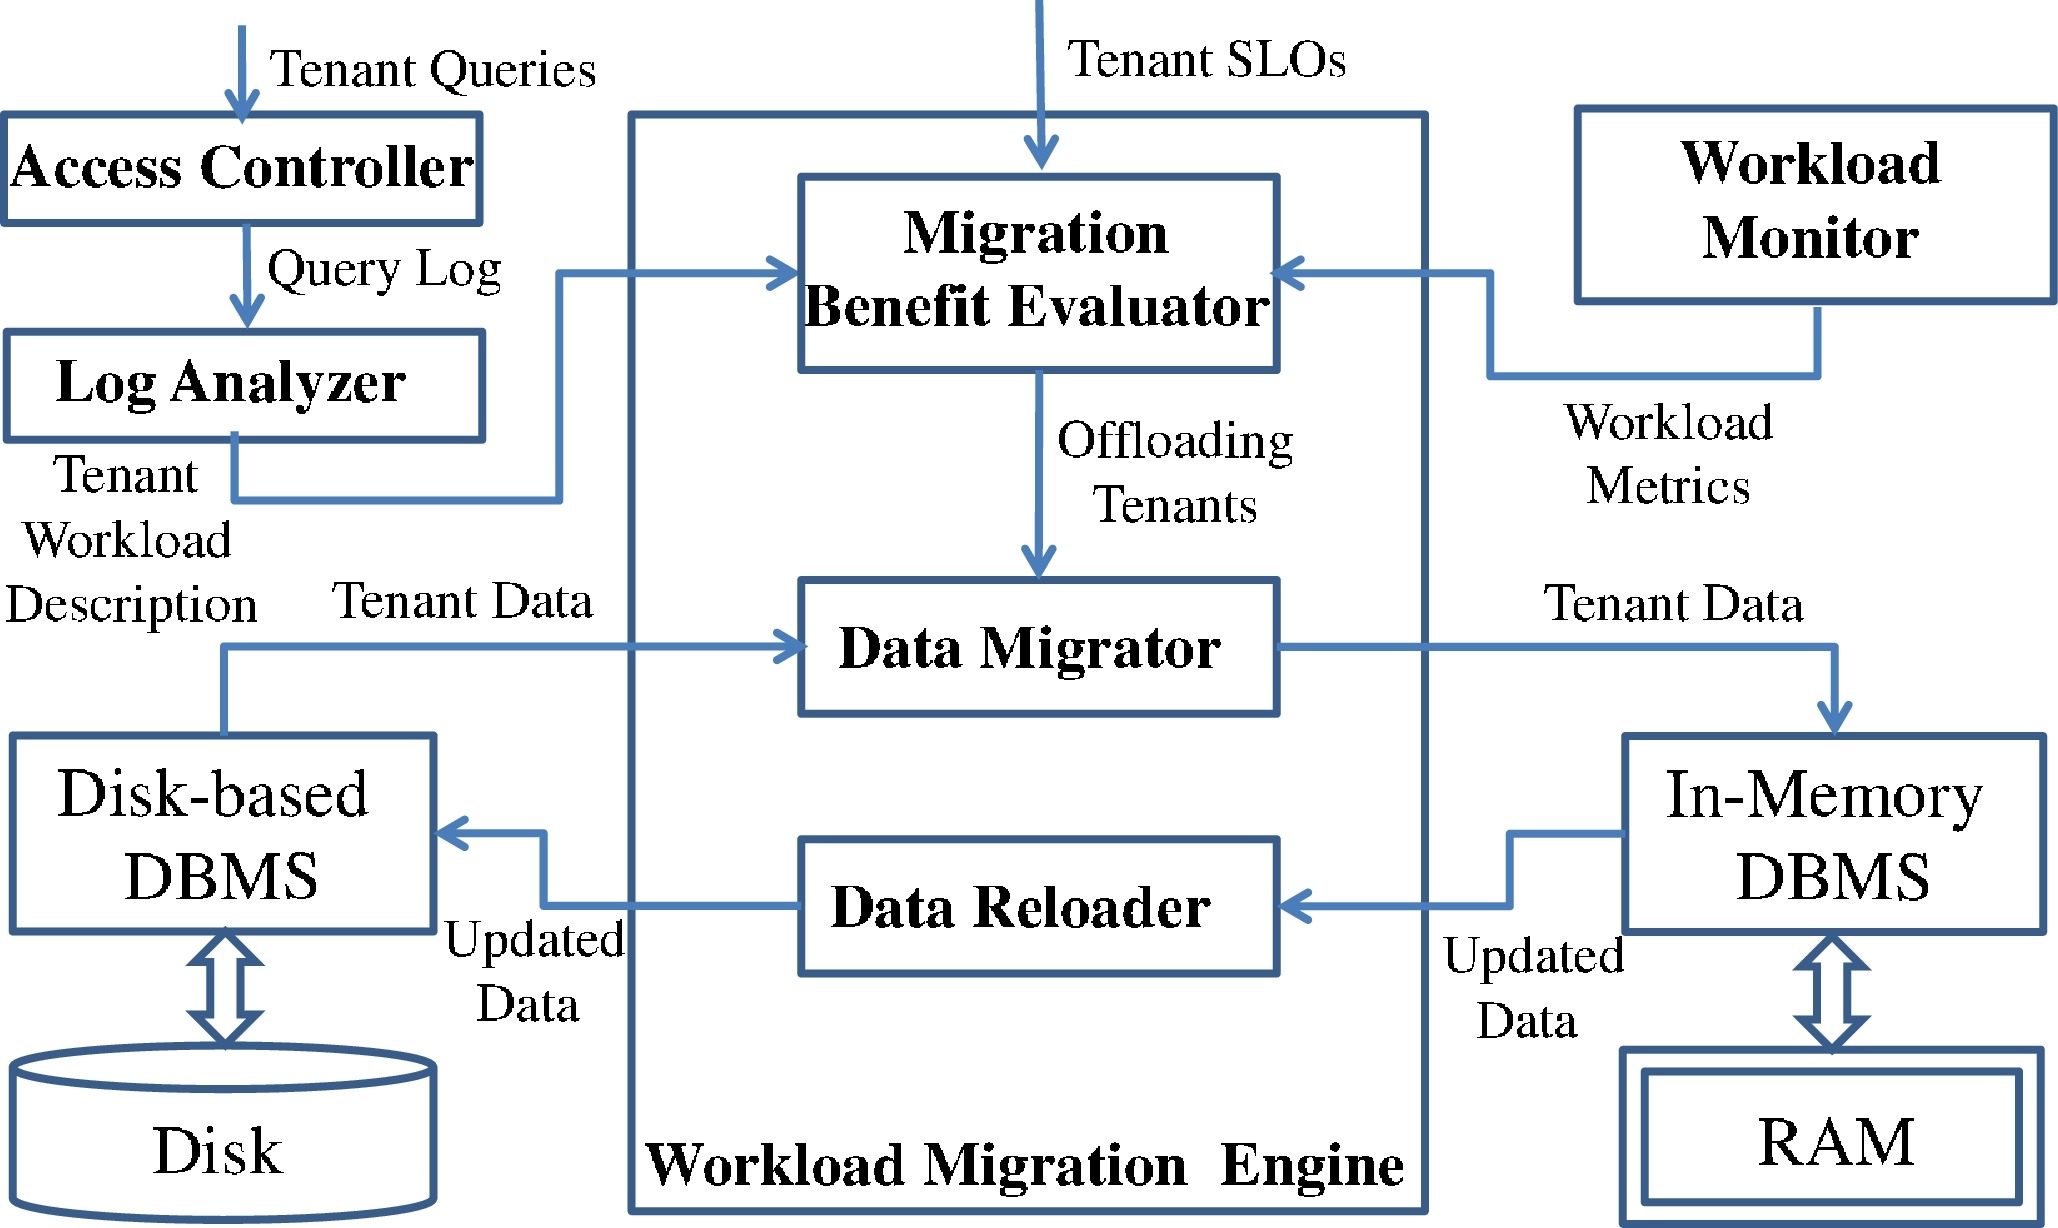 Tenant Queries
Tenant SLOs
Access Controller
Query Log
Log Analyzer
Tenant
Workload
Description
Migration
Benefit Evaluator
Workload
Monitor
Workload
Metrics
Offloading
Tenants
Tenant Data
Data Migrator
Tenant Data
Disk-based
DBMS
Updated
Data
Data Reloader
In-Memory
DBMS
Updated
Data
Disk
Workload Migration Engine
RAM